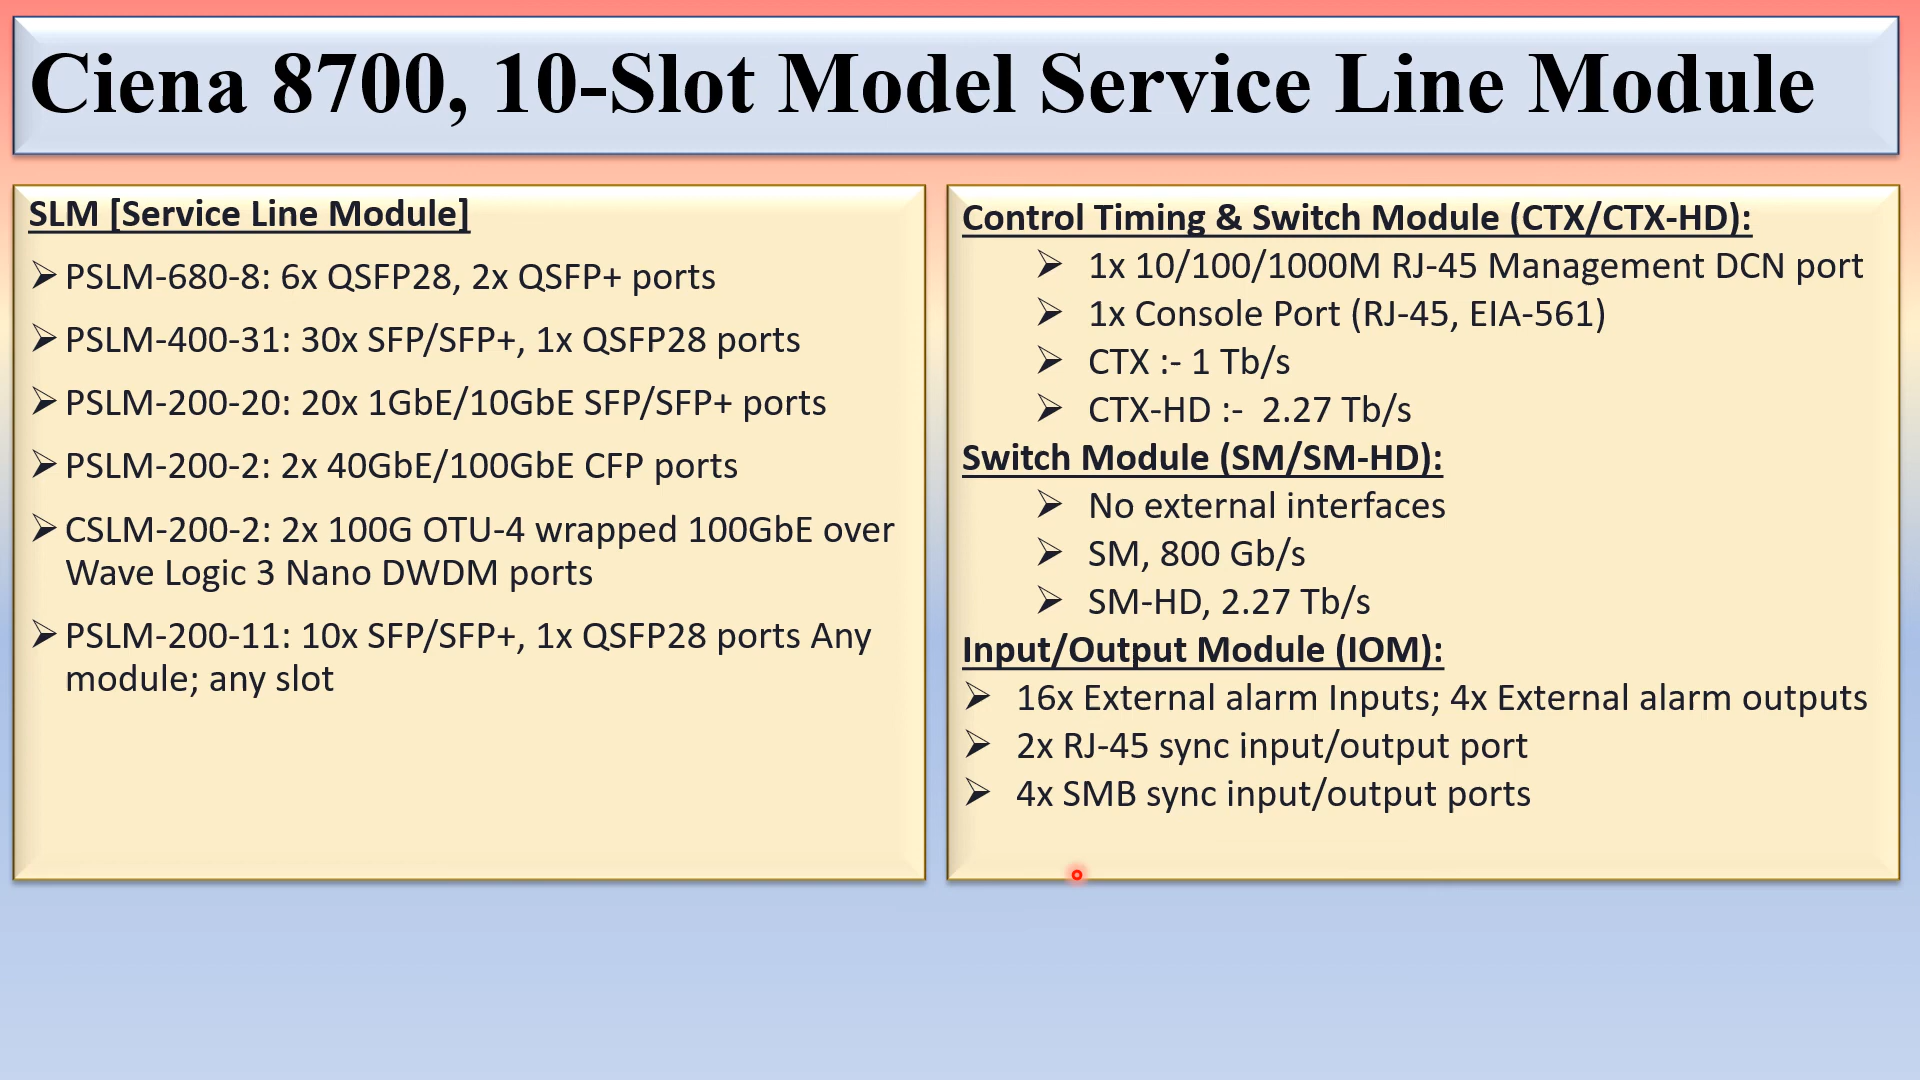 Ciena 8700, 10-Slot Model Service Line Module
SLM [Service Line Module]
PSLM-680-8: 6x QSFP28, 2x QSFP+ ports
PSLM-400-31: 30x SFP/SFP+, 1x QSFP28 ports
PSLM-200-20: 20x 1GbE/10GbE SFP/SFP+ ports
PSLM-200-2: 2x 40GbE/100GbE CFP ports
CSLM-200-2: 2x 100G OTU-4 wrapped 100GbE over
Wave Logic 3 Nano DWDM ports
PSLM-200-11: 10x SFP/SFP+, 1x QSFP28 ports Any
module; any slot
Control Timing & Switch Module (CTX/CTX-HD):
1x 10/100/1000M RJ-45 Management DCN port
1x Console Port (RJ-45, EIA-561)
CTX :- 1 Tb/s
CTX-HD :-  2.27 Tb/s
Switch Module (SM/SM-HD):
No external interfaces
SM, 800 Gb/s
SM-HD, 2.27 Tb/s
Input/Output Module (IOM):
16x External alarm Inputs; 4x External alarm outputs
2x RJ-45 sync input/output port
4x SMB sync input/output ports